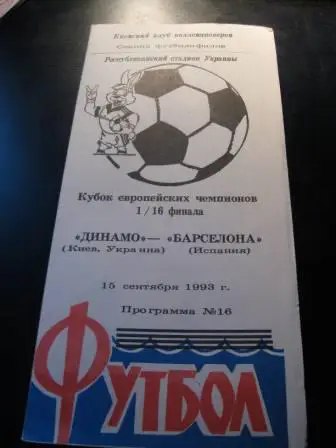 Киевский клуб коллекционеров
Секция футболофилов
Республиканский стадион Украины
Кубок европейских чемпионов
1/16 финала
«ДИНАМО»— «БАРСЕЛОНА»
(Киев, Украина) (Испания)
15 сентября 1993 г.
Программа №16
ФУТБОЛ